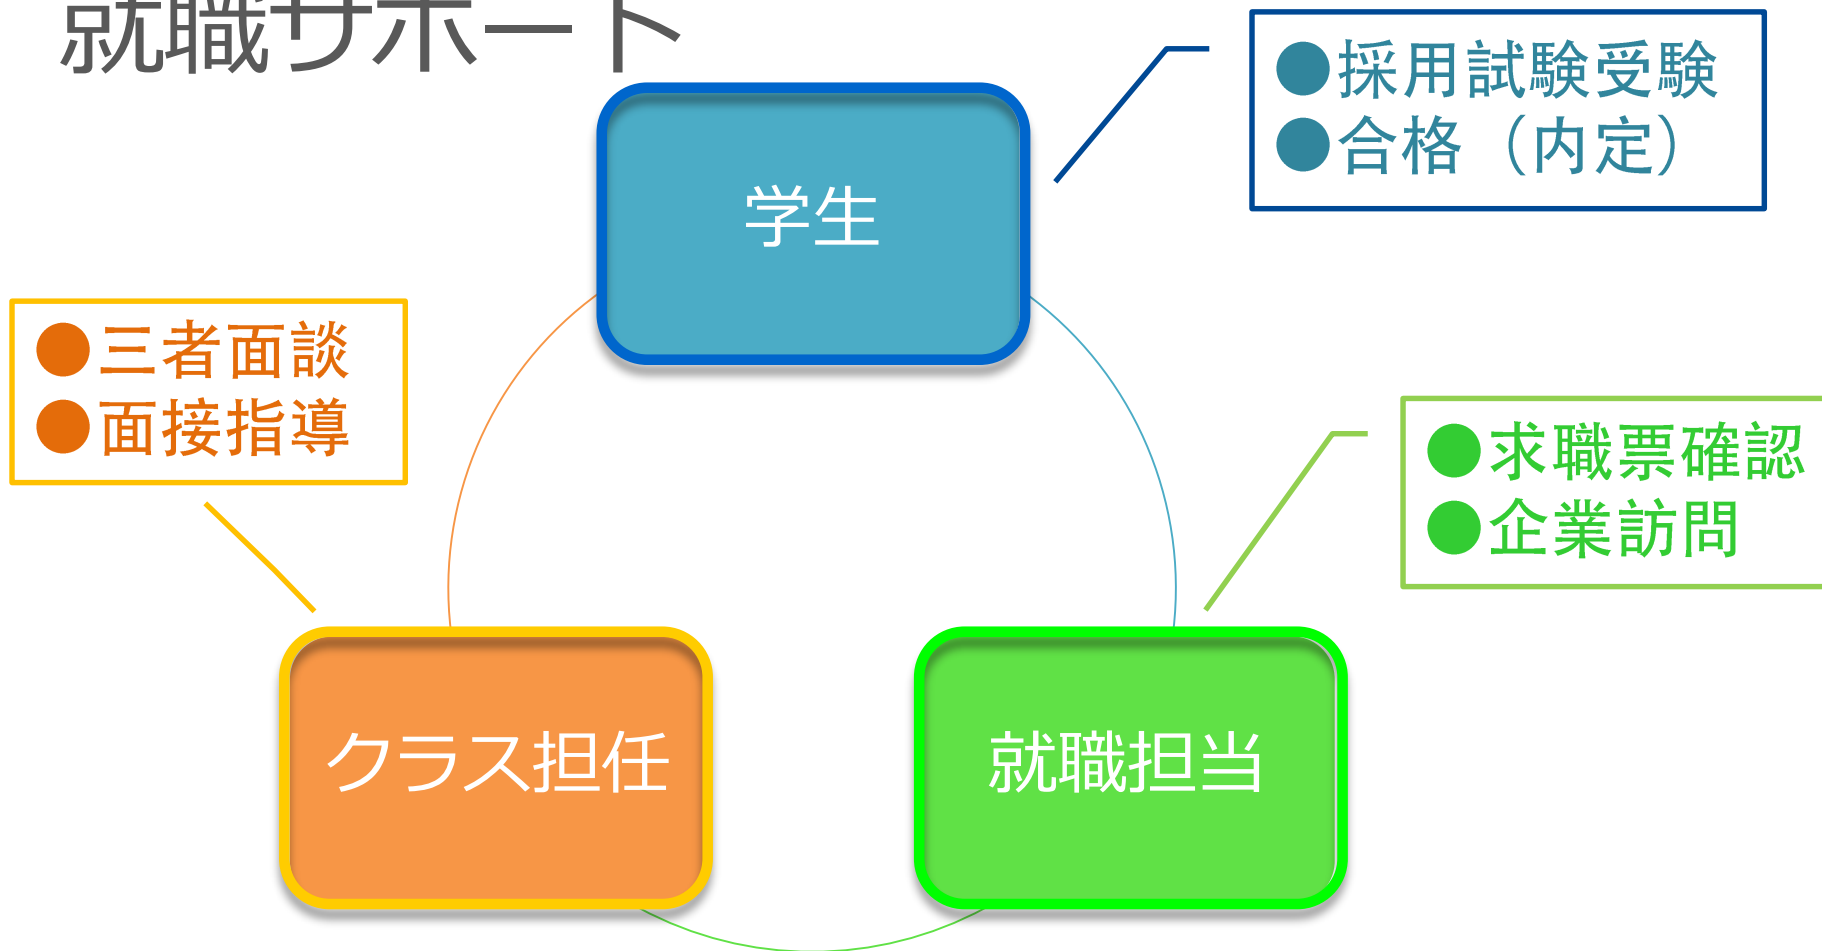 就職サポート
学生
●採用試験受験
●合格（内定）
●三者面談
●面接指導
●求職票確認
●企業訪問
クラス担任
就職担当